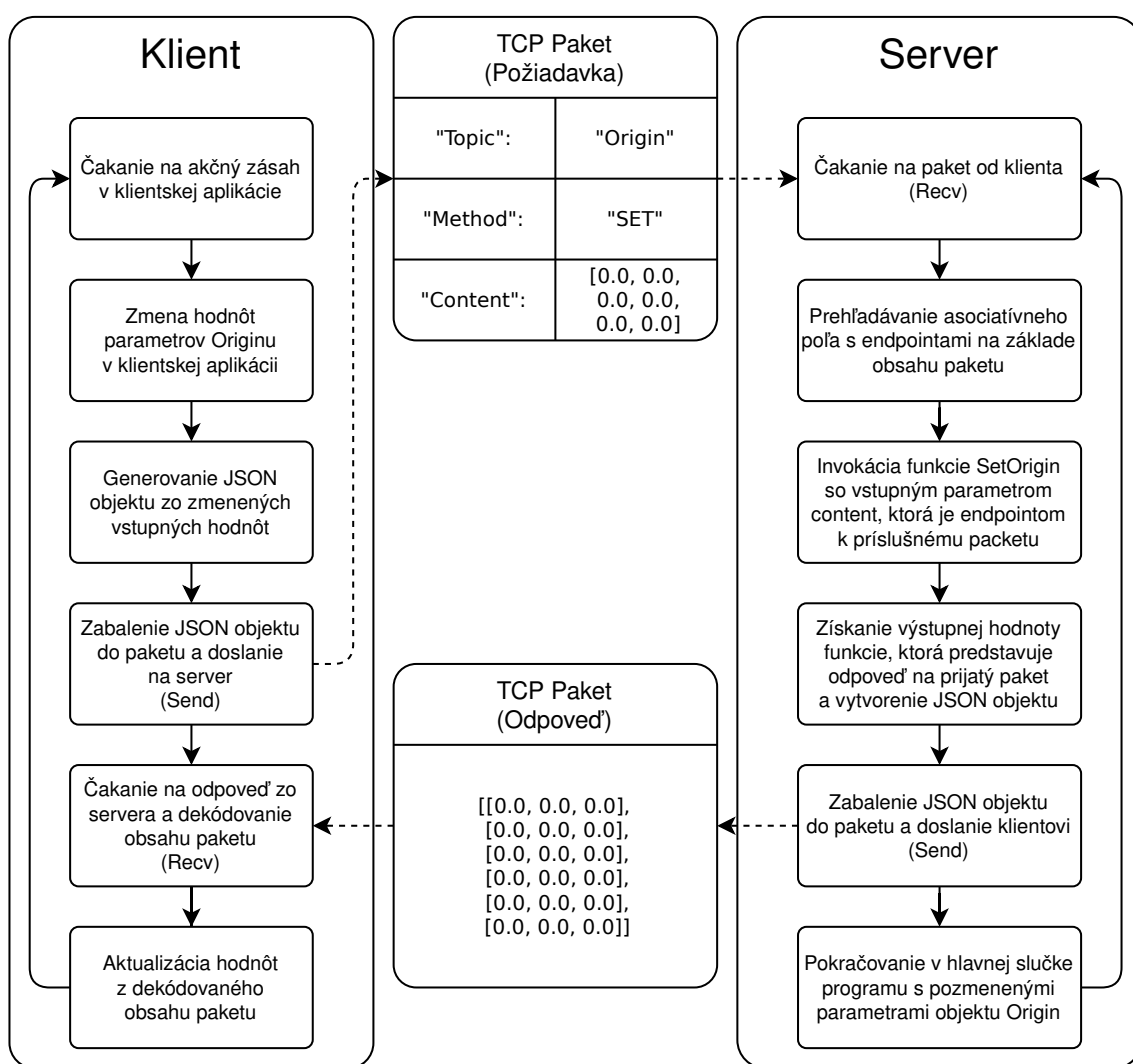 Klient
Čakanie na akčný zásah
v klientskej aplikácie
Zmena hodnôt
parametrov Originu
v klientskej aplikácii
Generovanie JSON
objektu zo zmenených
vstupných hodnôt
Zabalenie JSON objektu
do paketu a doslanie
na server
(Send)
Čakanie na odpoveď zo
servera a dekódovanie
obsahu paketu
(Recv)
Aktualizácia hodnôt
z dekódovaného
obsahu paketu
TCP Paket
(Požiadavka)
"Topic": "Origin"
"Method": "SET"
"Content": [0.0, 0.0,
0.0, 0.0,
0.0, 0.0]
TCP Paket
(Odpoveď)
[[0.0, 0.0, 0.0],
[0.0, 0.0, 0.0],
[0.0, 0.0, 0.0],
[0.0, 0.0, 0.0],
[0.0, 0.0, 0.0],
[0.0, 0.0, 0.0]]
Server
Čakanie na paket od klienta
(Recv)
Prehľadávanie asociatívneho
poľa s endpointami na základe
obsahu paketu
Invokácia funkcie SetOrigin
so vstupným parametrom
content, ktorá je endpointom
k príslušnému packetu
Získanie výstupnej hodnoty
funkcie, ktorá predstavuje
odpoveď na prijatý paket
a vytvorenie JSON objektu
Zabalenie JSON objektu
do paketu a doslanie klientovi
(Send)
Pokračovanie v hlavnej slučke
programu s pozmenenými
parametrami objektu Origin